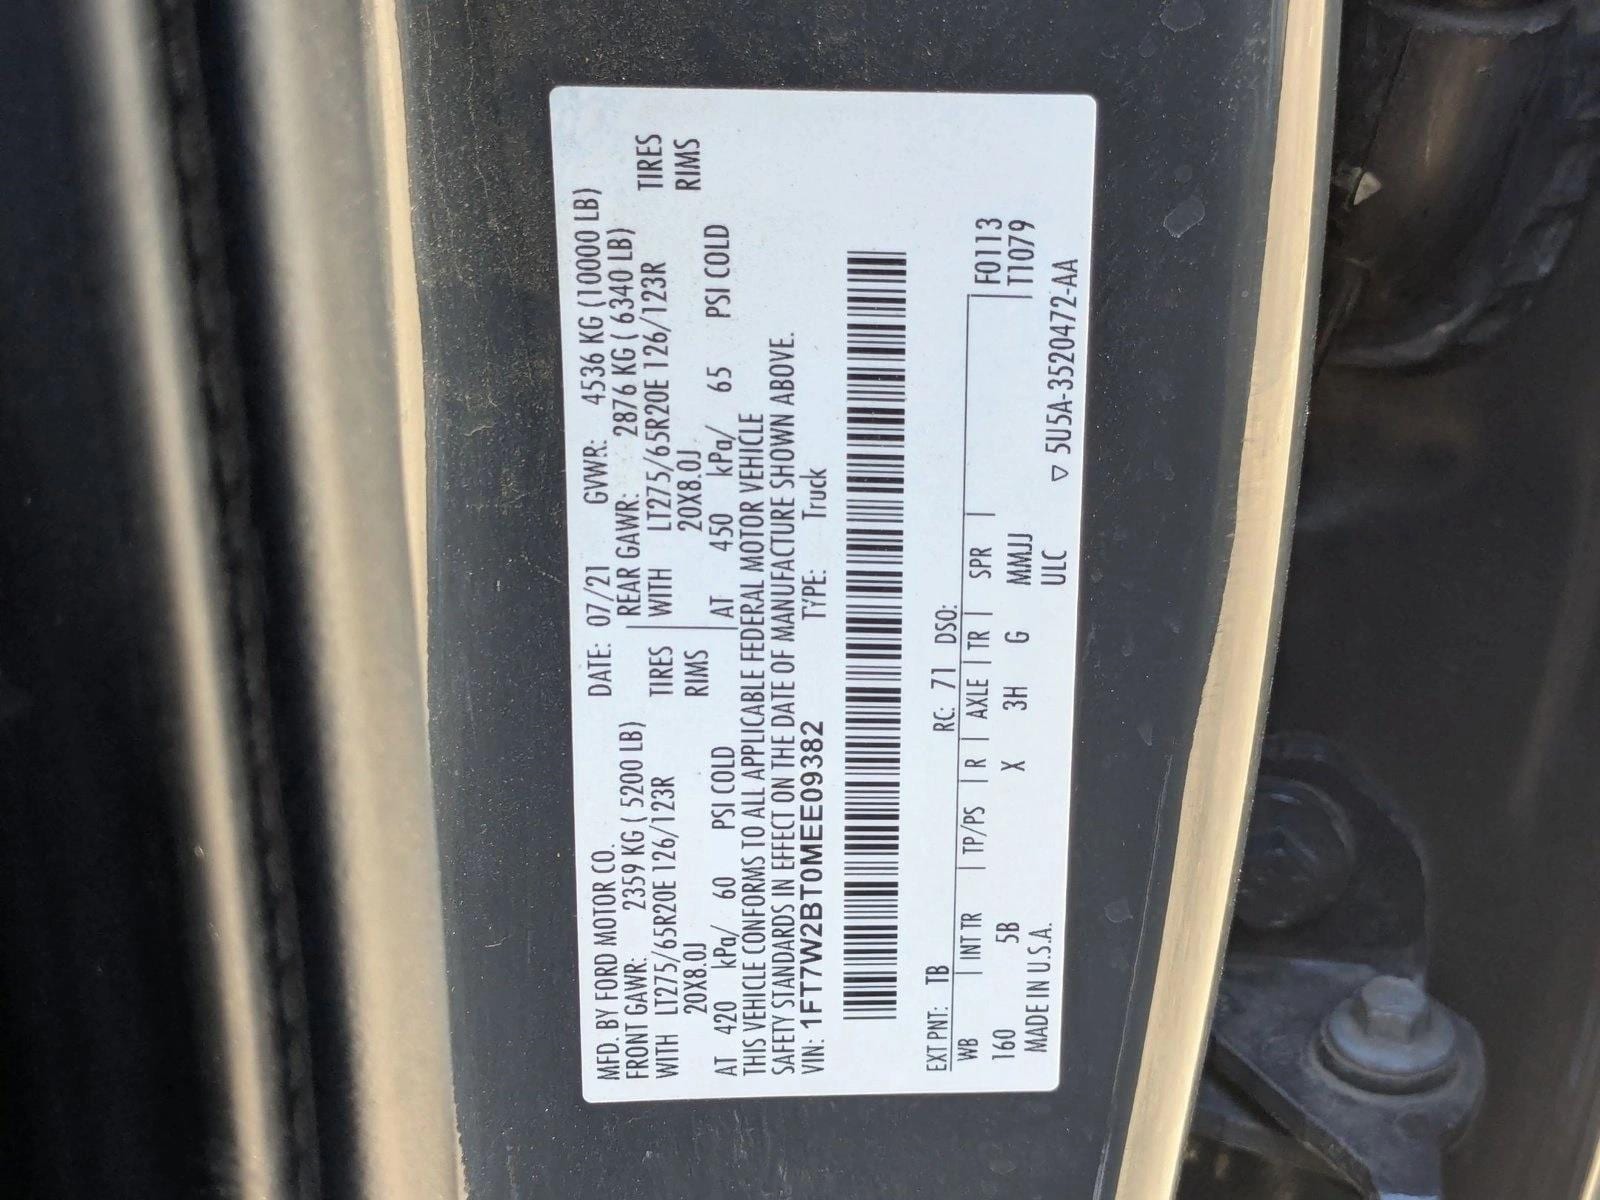 MFD. BY FORD MOTOR CO. DATE: 07/21 GVWR: 4536 KG (10000 LB)
FRONT GAWR: 2359 KG ( 5200 LB) REAR GAWR: 2876 KG ( 6340 LB)
WITH LT275/65R20E 126/123R TIRES WITH LT275/65R20E 126/123R TIRES
20X8.0J RIMS 20X8.0J RIMS
AT 420 kPa/ 60 PSI COLD AT 450 kPa/ 65 PSI COLD
THIS VEHICLE CONFORMS TO ALL APPLICABLE FEDERAL MOTOR VEHICLE
SAFETY STANDARDS IN EFFECT ON THE DATE OF MANUFACTURE SHOWN ABOVE.
VIN: 1FT7W2BT0MEE09382 TYPE: Truck
EXT PNT: TB RC: 71 DSO:
WB | INT TR | TP/PS | R | AXLE | TR | SPR | F0113
160 5B X 3H G MMJJ T1079
MADE IN U.S.A. ULC ▽ 5U5A-3520472-AA